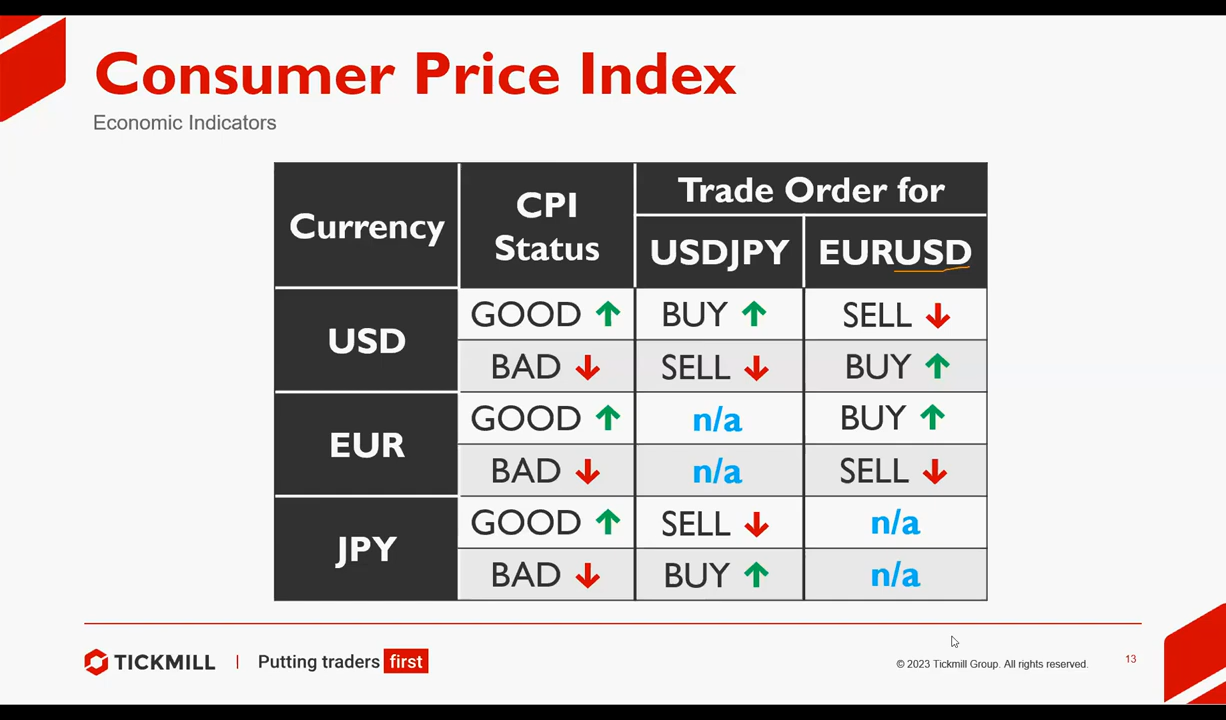 Consumer Price Index
Economic Indicators
Currency
CPI
Status
Trade Order for
USDJPY
EURUSD
USD
GOOD ↑ BUY ↑ SELL ↓
BAD ↓ SELL ↓ BUY ↑
EUR
GOOD ↑ n/a BUY ↑
BAD ↓ n/a SELL ↓
JPY
GOOD ↑ SELL ↓ n/a
BAD ↓ BUY ↑ n/a
TICKMILL | Putting traders first
© 2023 Tickmill Group. All rights reserved. 13